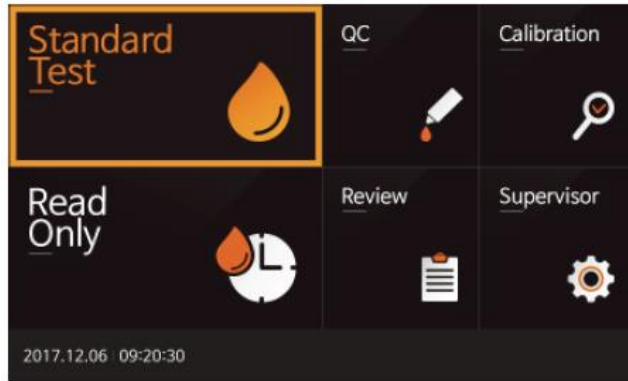 Standard
Test
QC
Calibration
Read
Only
Review
Supervisor
2017.12.06 09:20:30